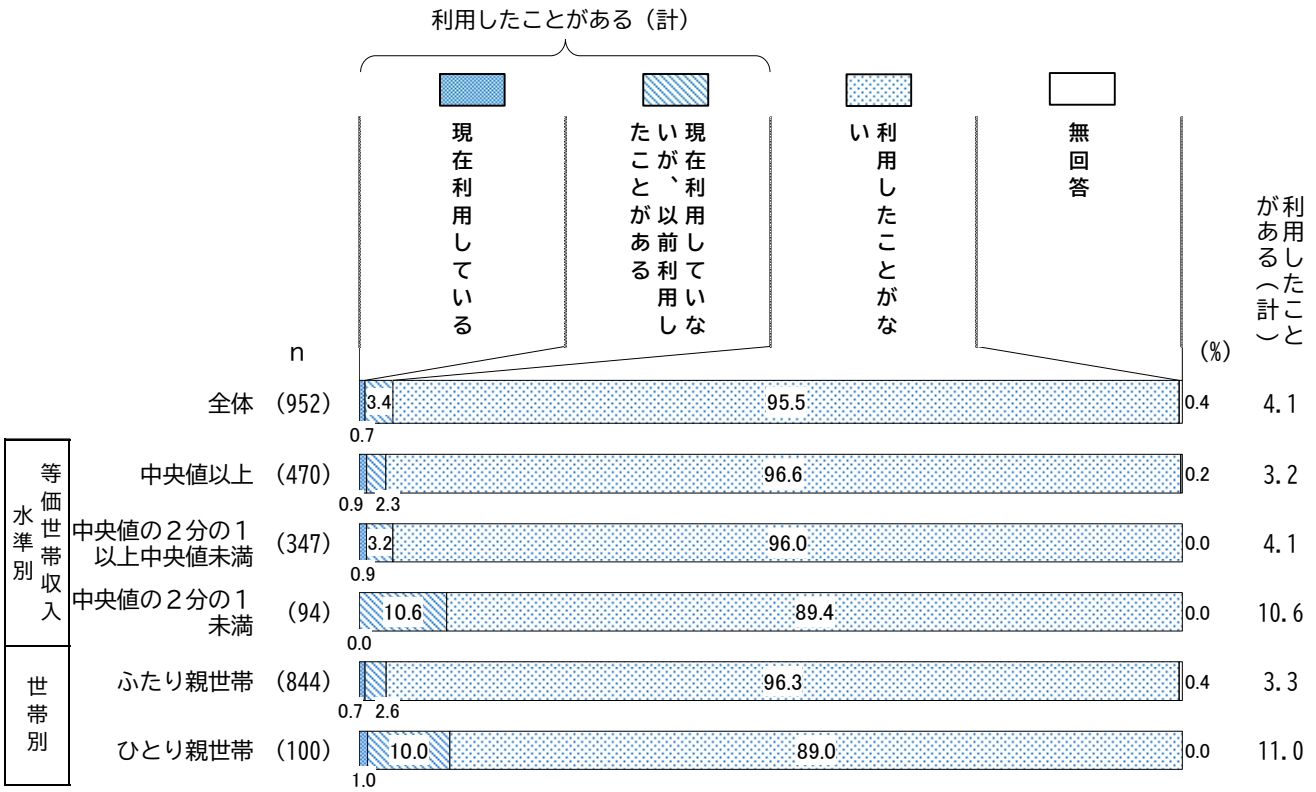 利用したことがある（計）
現在利用している
現在利用していな
いが、以前利用し
たことがある
利用したことがな
い
無回答
利用したこと
がある（計）
n
(%)
全体 (952) 3.4 95.5 0.4 4.1
0.7
等価世帯収入
水準別
中央値以上 (470) 96.6 0.2 3.2
0.9 2.3
中央値の２分の１
以上中央値未満 (347) 3.2 96.0 0.0 4.1
0.9
中央値の２分の１
未満 (94) 10.6 89.4 0.0 10.6
0.0
世帯別
ふたり親世帯 (844) 96.3 0.4 3.3
0.7 2.6
ひとり親世帯 (100) 10.0 89.0 0.0 11.0
1.0